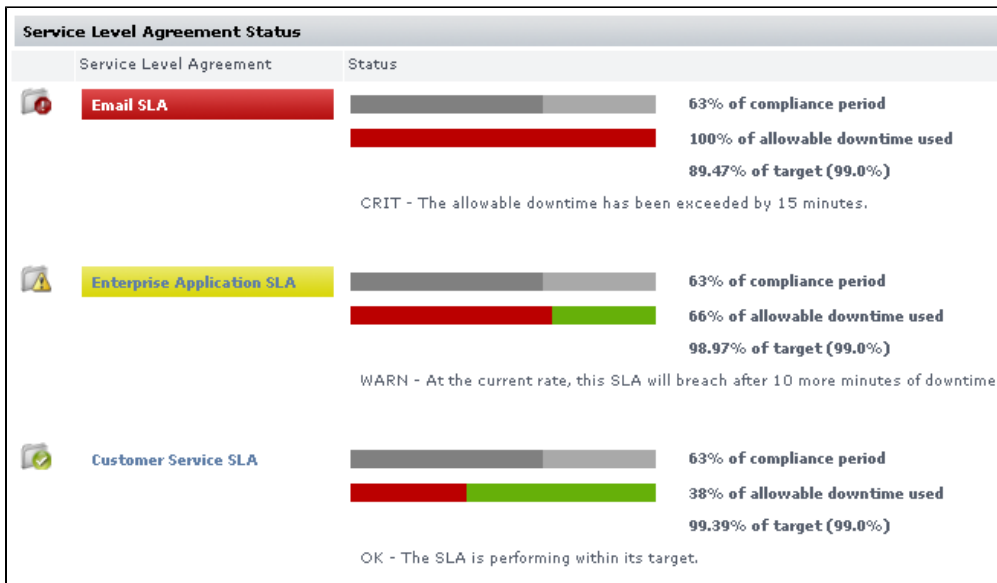 Service Level Agreement Status
Service Level Agreement Status
Email SLA
63% of compliance period
100% of allowable downtime used
89.47% of target (99.0%)
CRIT - The allowable downtime has been exceeded by 15 minutes.
Enterprise Application SLA
63% of compliance period
66% of allowable downtime used
98.97% of target (99.0%)
WARN - At the current rate, this SLA will breach after 10 more minutes of downtime
Customer Service SLA
63% of compliance period
38% of allowable downtime used
99.39% of target (99.0%)
OK - The SLA is performing within its target.